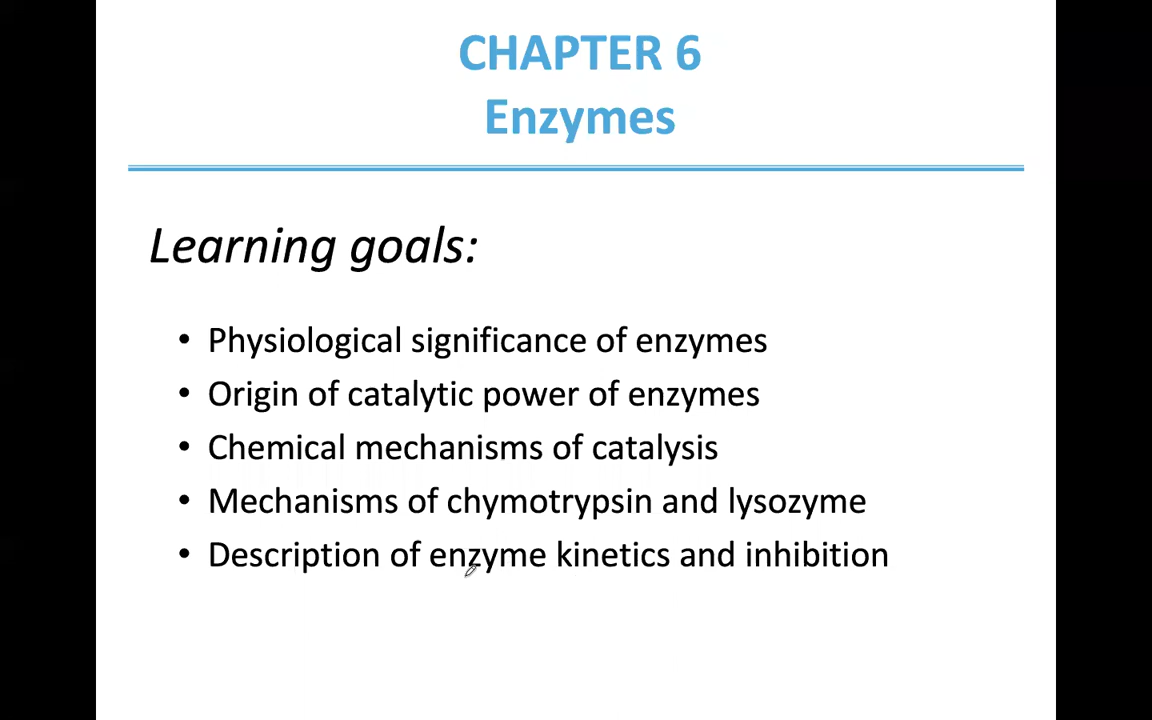 CHAPTER 6
Enzymes
Learning goals:
• Physiological significance of enzymes
• Origin of catalytic power of enzymes
• Chemical mechanisms of catalysis
• Mechanisms of chymotrypsin and lysozyme
• Description of enzyme kinetics and inhibition